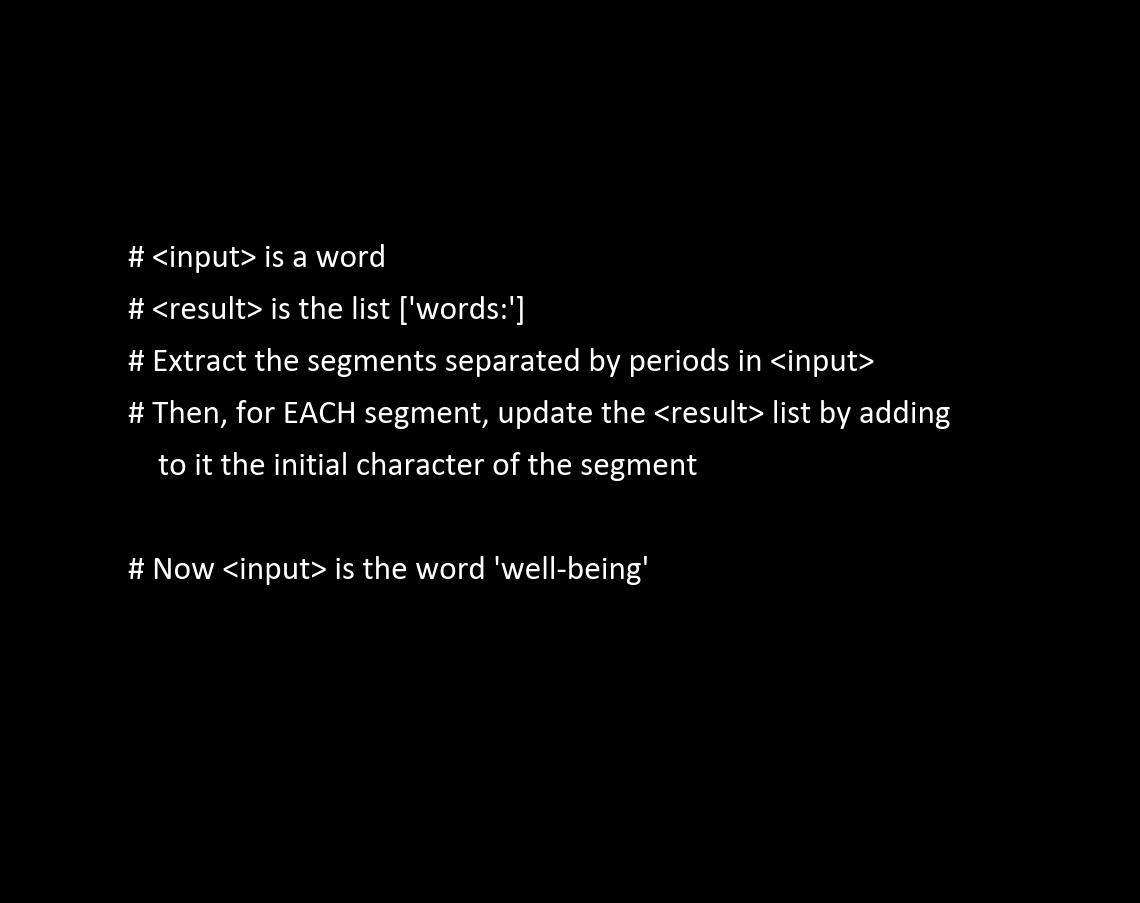 # <input> is a word
# <result> is the list ['words:']
# Extract the segments separated by periods in <input>
# Then, for EACH segment, update the <result> list by adding
to it the initial character of the segment
# Now <input> is the word 'well-being'